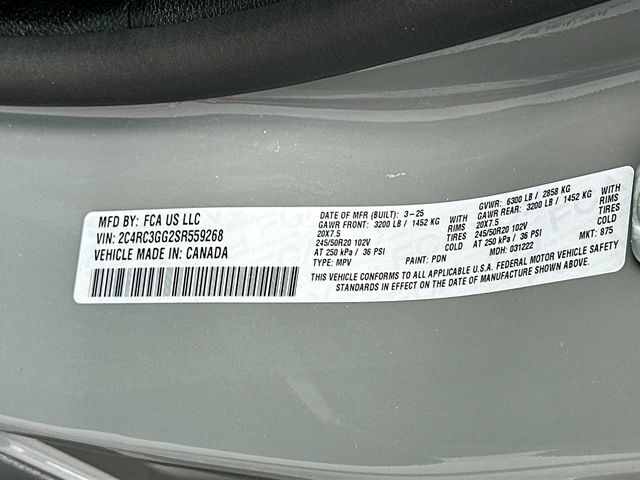 MFD BY: FCA US LLC
VIN: 2C4RC3GG2SR559268
VEHICLE MADE IN: CANADA
DATE OF MFR (BUILT): 3-25 GVWR: 6300 LB / 2858 KG
GAWR FRONT: 3200 LB / 1452 KG WITH GAWR REAR: 3200 LB / 1452 KG WITH
20X7.5 RIMS 20X7.5 RIMS
245/50R20 102V TIRES 245/50R20 102V TIRES
AT 250 kPa / 36 PSI COLD AT 250 kPa / 36 PSI COLD
TYPE: MPV PAINT: PDN MDH: 031222 MKT: 875
THIS VEHICLE CONFORMS TO ALL APPLICABLE U.S.A. FEDERAL MOTOR VEHICLE SAFETY
STANDARDS IN EFFECT ON THE DATE OF MANUFACTURE SHOWN ABOVE.